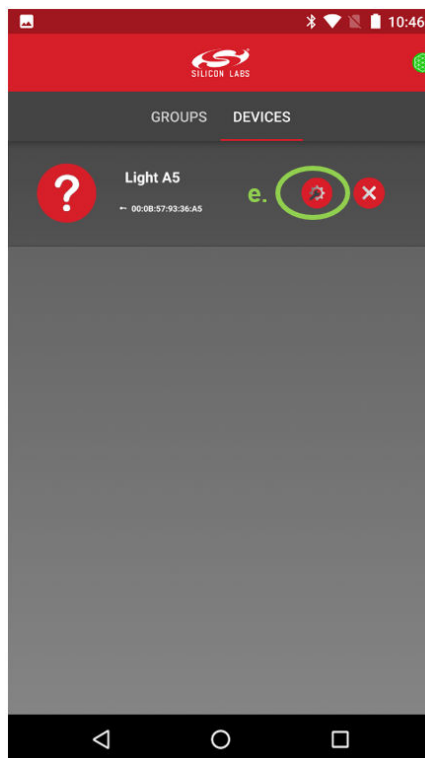 10:46
SILICON LABS
GROUPS DEVICES
?
Light A5
00:0B:57:93:36:A5
e.